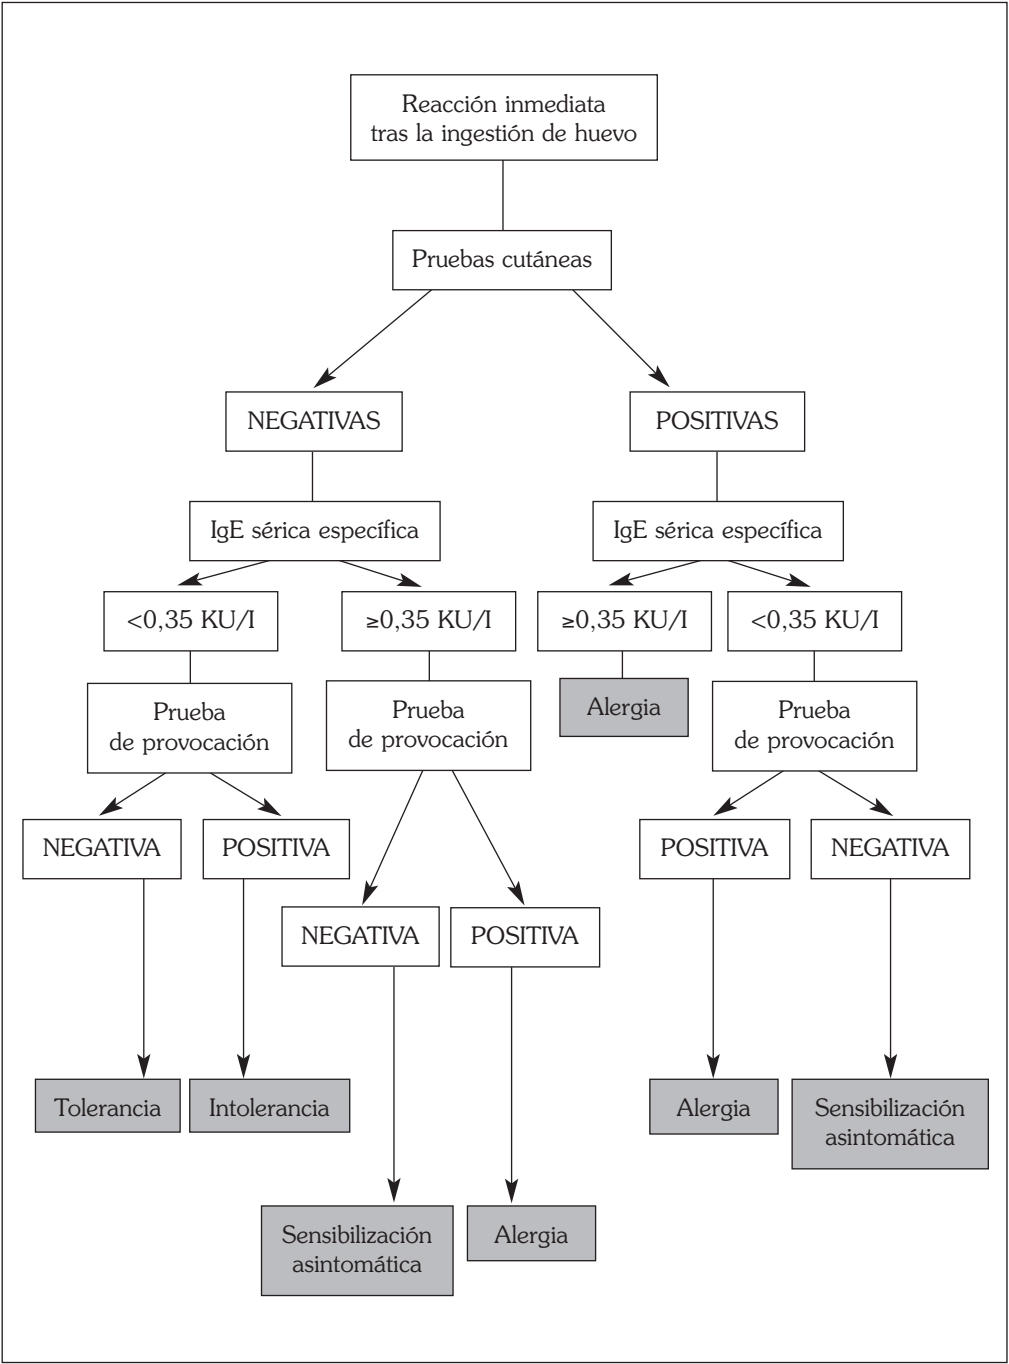 Reacción inmediata
tras la ingestión de huevo
Pruebas cutáneas
NEGATIVAS
POSITIVAS
IgE sérica específica
IgE sérica específica
<0,35 KU/I
≥0,35 KU/I
≥0,35 KU/I
<0,35 KU/I
Prueba
de provocación
Prueba
de provocación
Alergia
Prueba
de provocación
NEGATIVA
POSITIVA
POSITIVA
NEGATIVA
NEGATIVA
POSITIVA
Tolerancia
Intolerancia
Alergia
Sensibilización
asintomática
Sensibilización
asintomática
Alergia